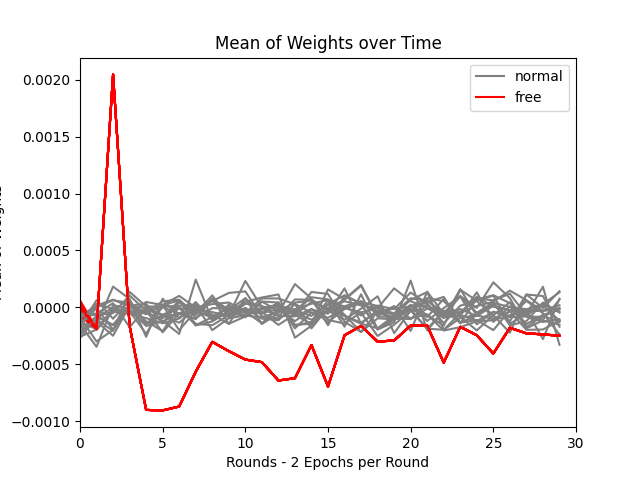 Mean of Weights over Time
normal
free
0.0020
0.0015
0.0010
0.0005
0.0000
−0.0005
−0.0010
0 5 10 15 20 25 30
Rounds - 2 Epochs per Round